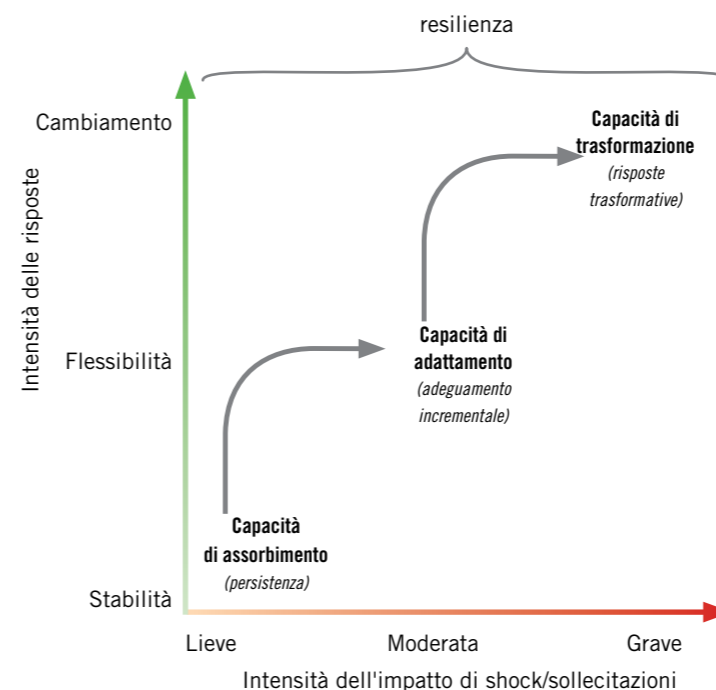 resilienza
Cambiamento
Capacità di
trasformazione
(risposte
trasformative)
Intensità delle risposte
Flessibilità
Capacità di
adattamento
(adeguamento
incrementale)
Capacità
di assorbimento
(persistenza)
Stabilità
Lieve
Moderata
Grave
Intensità dell'impatto di shock/sollecitazioni